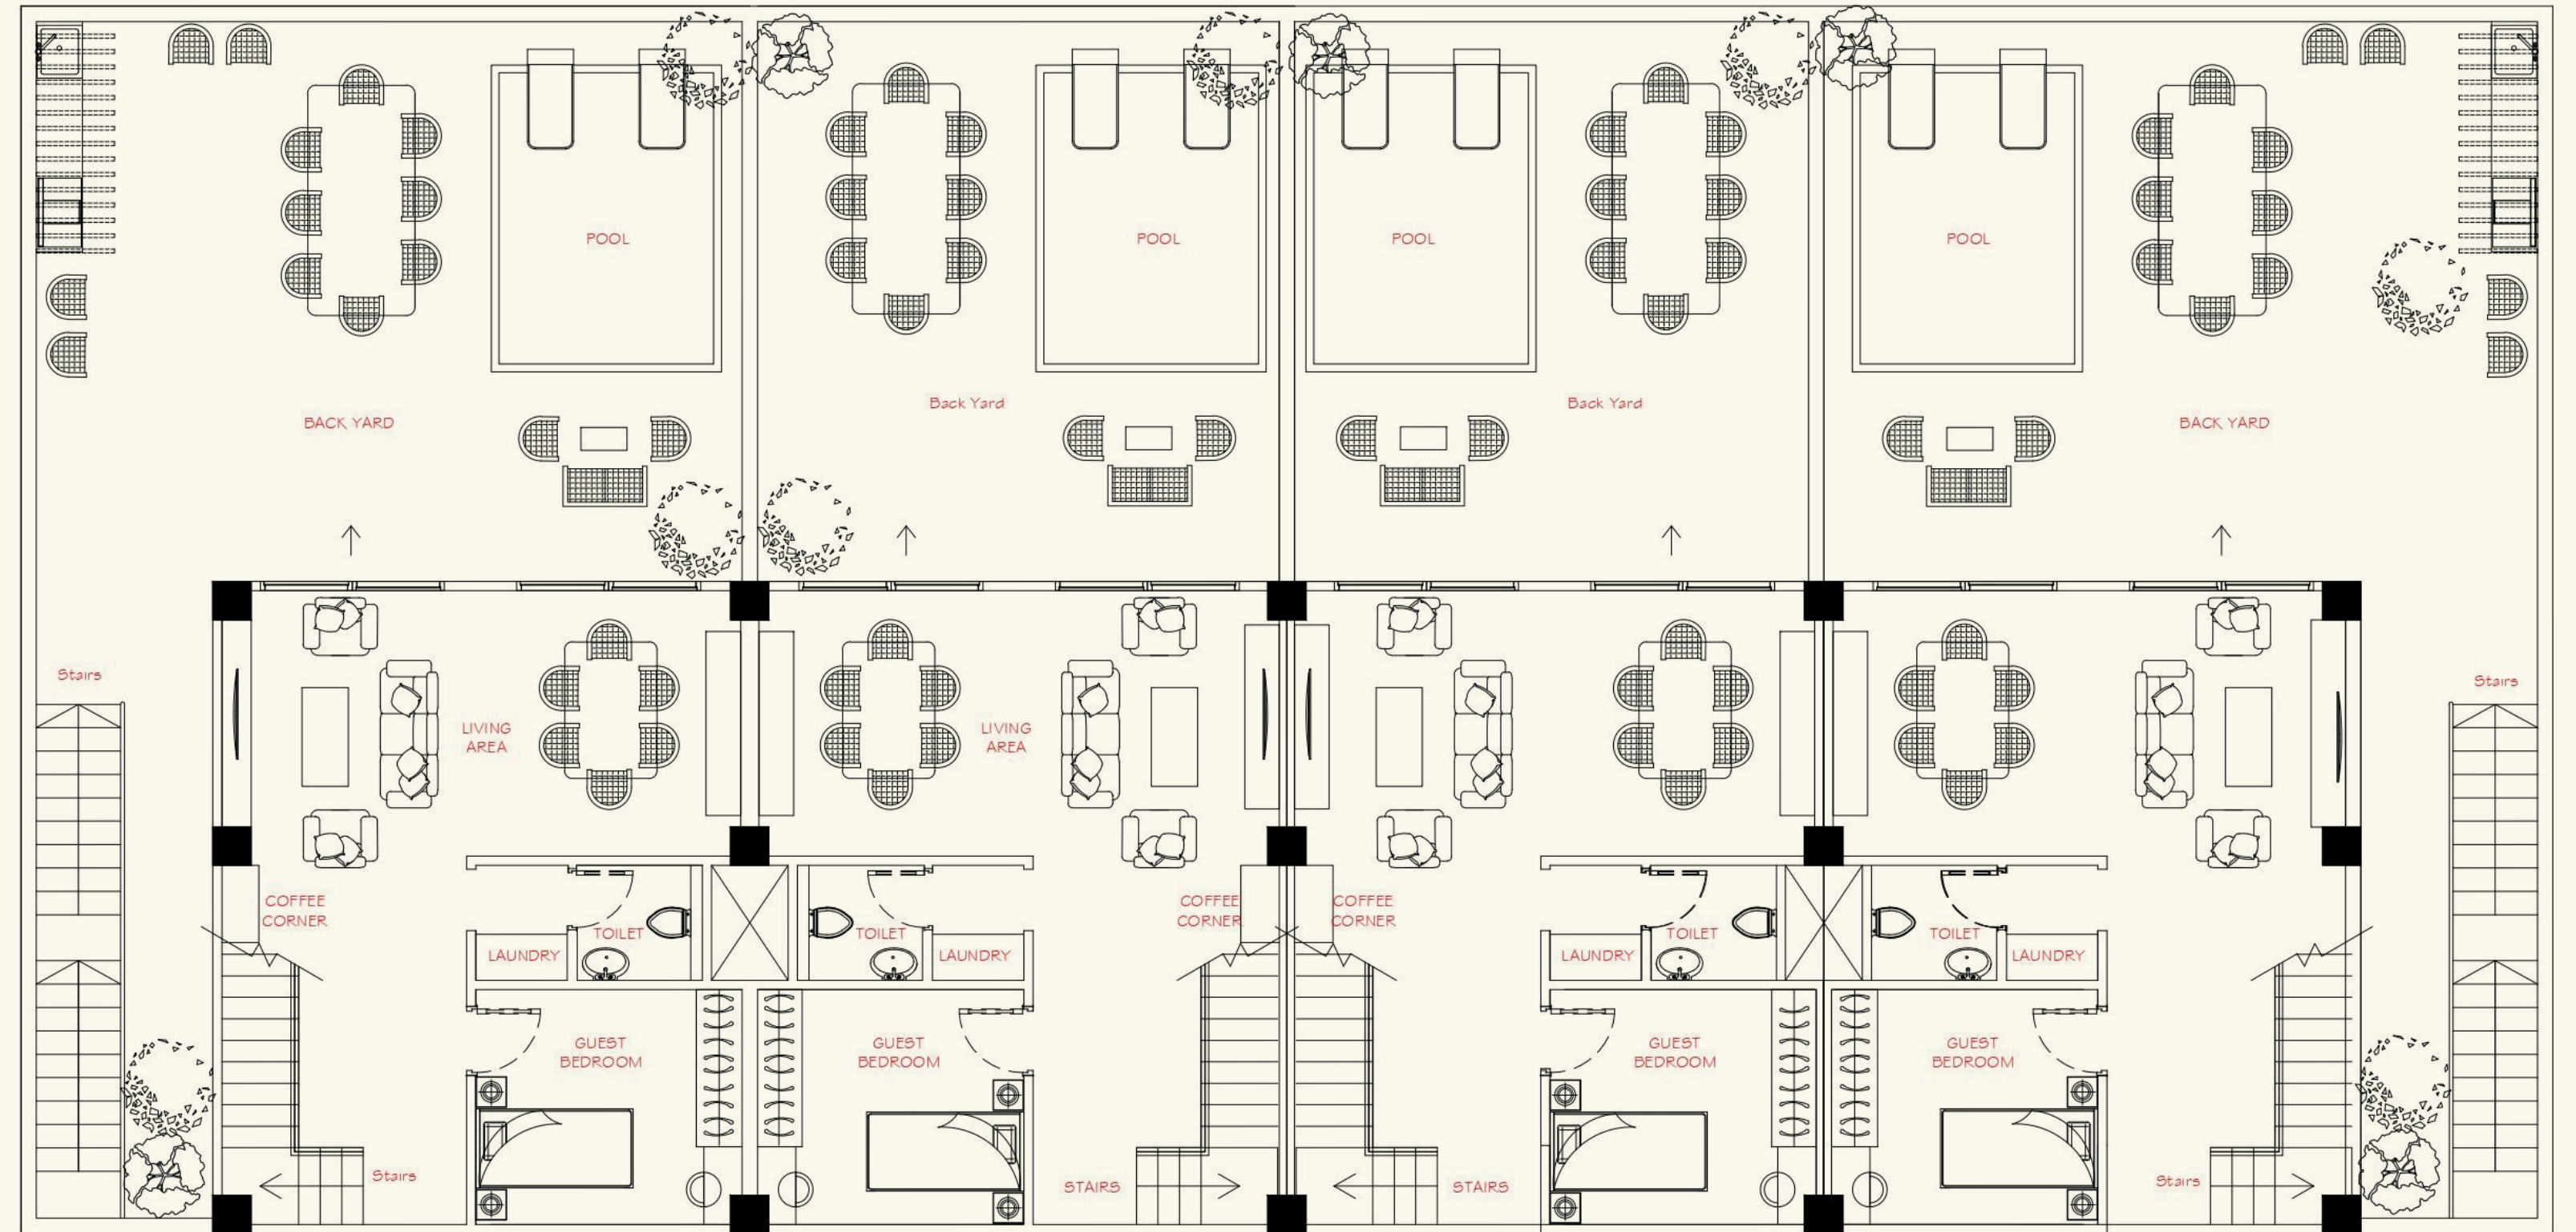 POOL
POOL
POOL
POOL
BACK YARD
Back Yard
Back Yard
BACK YARD
Stairs
Stairs
LIVING
AREA
LIVING
AREA
COFFEE
CORNER
COFFEE
CORNER
COFFEE
CORNER
TOILET
TOILET
TOILET
TOILET
LAUNDRY
LAUNDRY
LAUNDRY
LAUNDRY
GUEST
BEDROOM
GUEST
BEDROOM
GUEST
BEDROOM
GUEST
BEDROOM
Stairs
STAIRS
STAIRS
Stairs